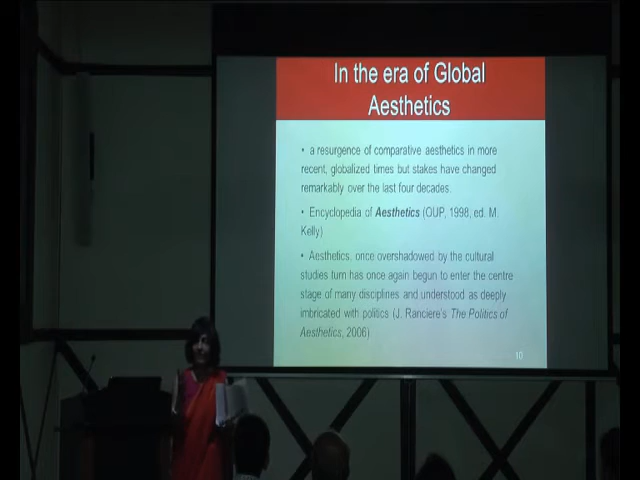 In the era of Global
Aesthetics
• a resurgence of comparative aesthetics in more
recent, globalized times but stakes have changed
remarkably over the last four decades.
• Encyclopedia of Aesthetics (OUP, 1998, ed. M.
Kelly)
• Aesthetics, once overshadowed by the cultural
studies turn has once again begun to enter the centre
stage of many disciplines and understood as deeply
imbricated with politics (J. Ranciere's The Politics of
Aesthetics, 2006)
10